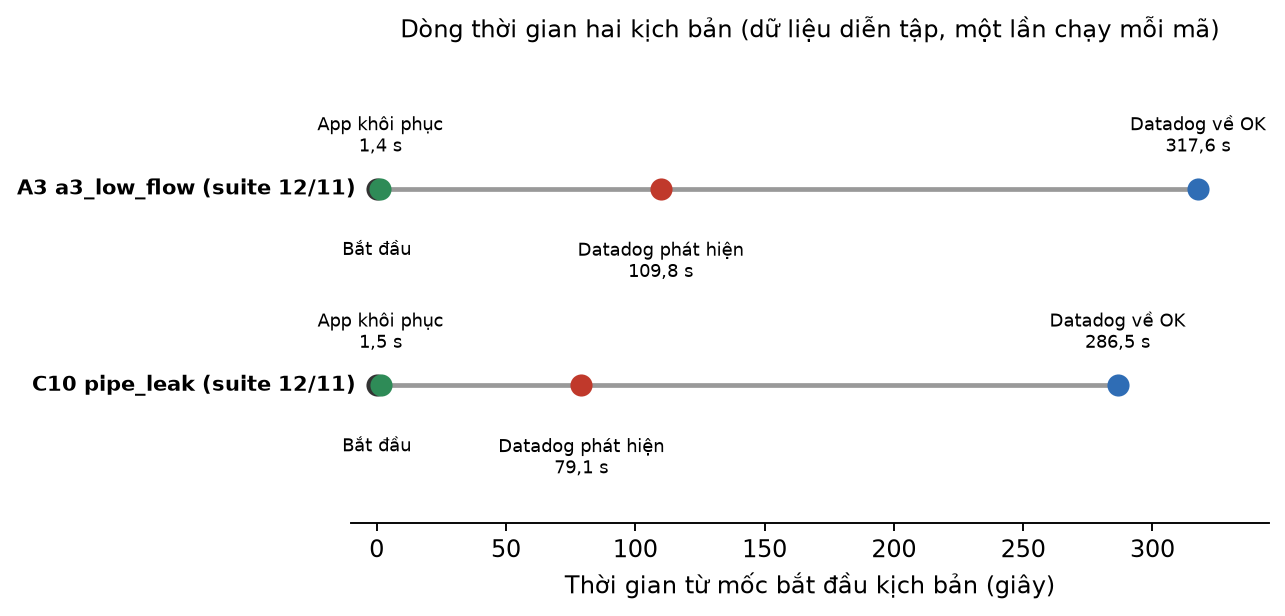 Dòng thời gian hai kịch bản (dữ liệu diễn tập, một lần chạy mỗi mã)
App khôi phục
1,4 s
Datadog về OK
317,6 s
A3 a3_low_flow (suite 12/11)
Bắt đầu
Datadog phát hiện
109,8 s
App khôi phục
1,5 s
Datadog về OK
286,5 s
C10 pipe_leak (suite 12/11)
Bắt đầu
Datadog phát hiện
79,1 s
0 50 100 150 200 250 300
Thời gian từ mốc bắt đầu kịch bản (giây)